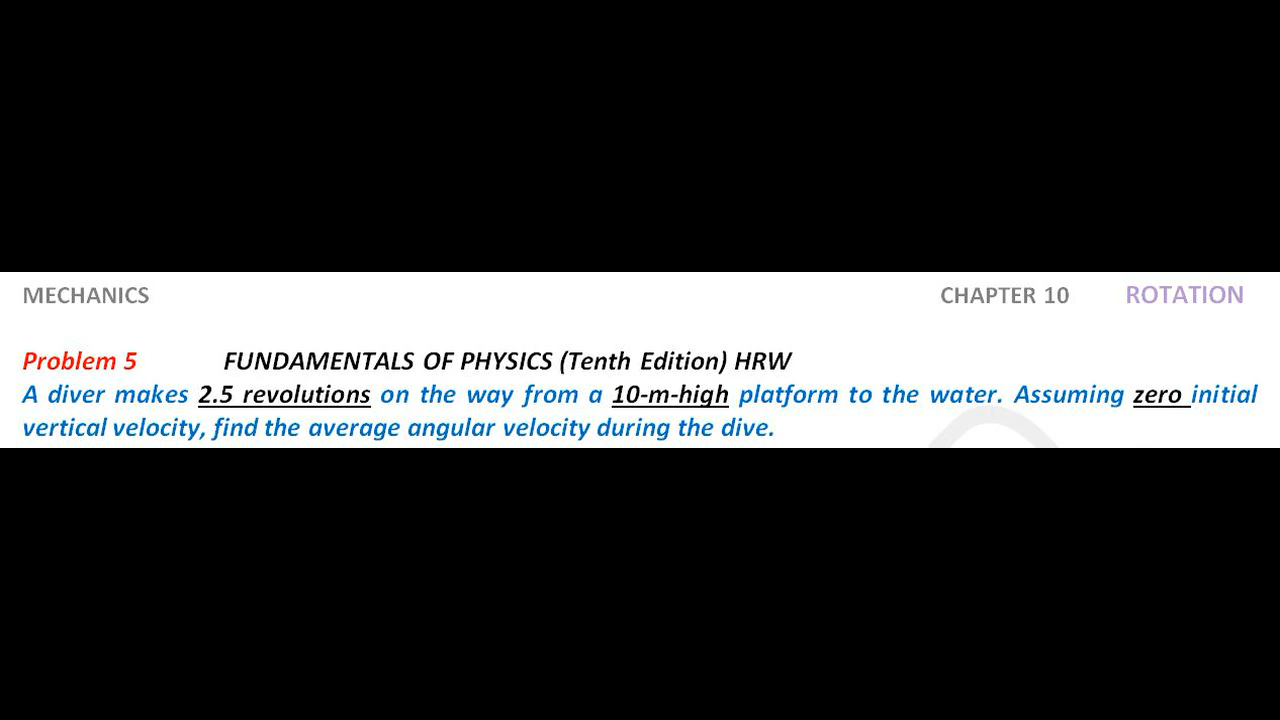 MECHANICS CHAPTER 10 ROTATION
Problem 5 FUNDAMENTALS OF PHYSICS (Tenth Edition) HRW
A diver makes 2.5 revolutions on the way from a 10-m-high platform to the water. Assuming zero initial
vertical velocity, find the average angular velocity during the dive.